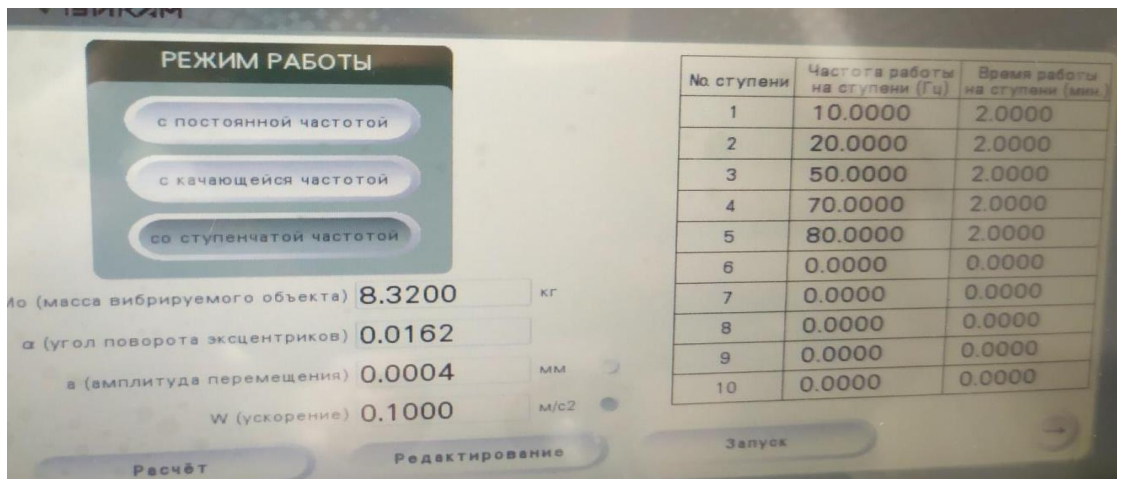 РЕЖИМ РАБОТЫ
с постоянной частотой
с качающейся частотой
со ступенчатой частотой
Мо (масса вибрируемого объекта) 8.3200 кг
α (угол поворота эксцентриков) 0.0162
а (амплитуда перемещения) 0.0004 мм
W (ускорение) 0.1000 м/с2
Расчёт
Редактирование
Запуск
→
№ ступени Частота работы на ступени (Гц) Время работы на ступени (мин.)
1 10.0000 2.0000
2 20.0000 2.0000
3 50.0000 2.0000
4 70.0000 2.0000
5 80.0000 2.0000
6 0.0000 0.0000
7 0.0000 0.0000
8 0.0000 0.0000
9 0.0000 0.0000
10 0.0000 0.0000